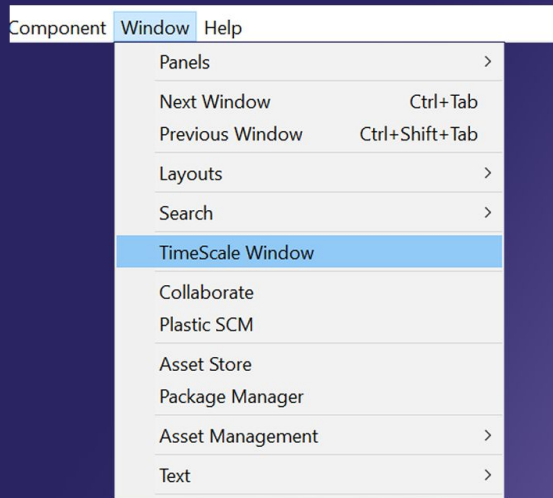 Component Window Help
Panels
Next Window Ctrl+Tab
Previous Window Ctrl+Shift+Tab
Layouts
Search
TimeScale Window
Collaborate
Plastic SCM
Asset Store
Package Manager
Asset Management
Text